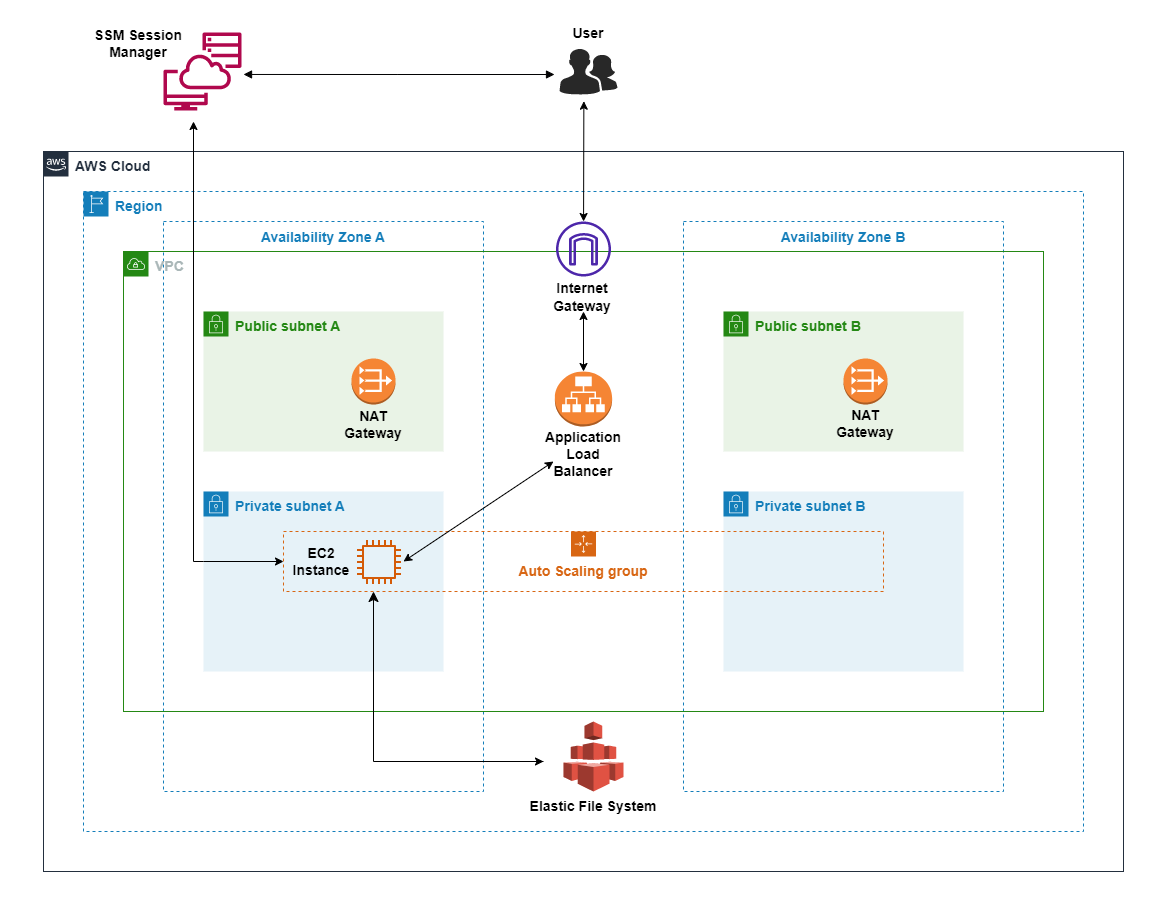 SSM Session
Manager
User
aws
AWS Cloud
Region
Availability Zone A
Availability Zone B
VPC
Internet
Gateway
Public subnet A
Public subnet B
NAT
Gateway
NAT
Gateway
Application
Load
Balancer
Private subnet A
Private subnet B
EC2
Instance
Auto Scaling group
Elastic File System